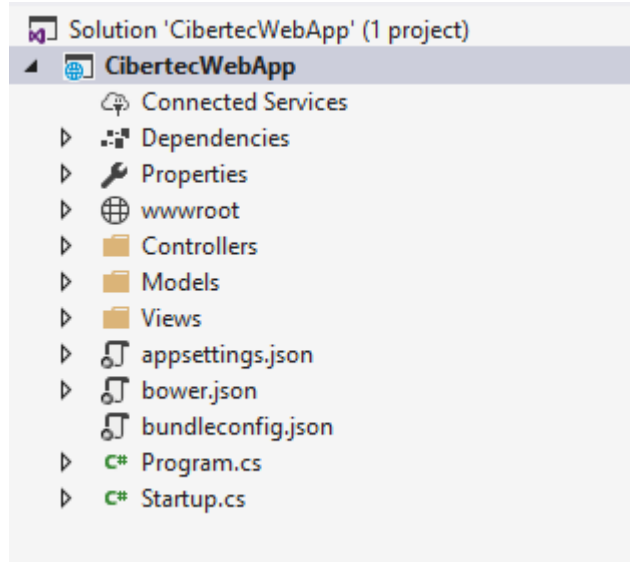 Solution 'CibertecWebApp' (1 project)
CibertecWebApp
Connected Services
Dependencies
Properties
wwwroot
Controllers
Models
Views
appsettings.json
bower.json
bundleconfig.json
C# Program.cs
C# Startup.cs